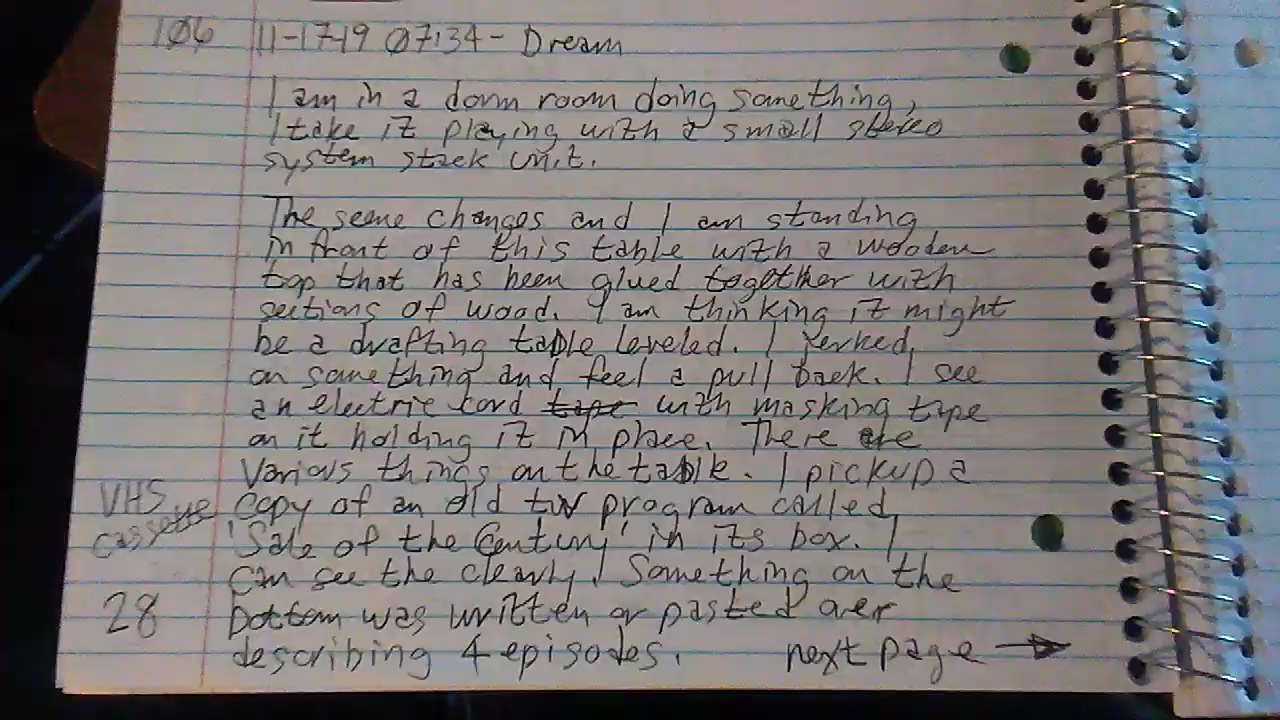 106 11-17-19 07:34 - Dream
I am in a dorm room doing something,
I take it playing with a small stereo
system stack unit.
The scene changes and I am standing
in front of this table with a wooden
top that has been glued together with
sections of wood. I am thinking it might
be a drafting table leveled. I yerked
on something and feel a pull back. I see
an electric cord tape with masking tape
on it holding it in place. There are
various things on the table. I pickup a
VHS cassette copy of an old tv program called
'Sale of the Century' in its box. I
can see the clearly. Something on the
28 bottom was written or pasted over
describing 4 episodes. next page →